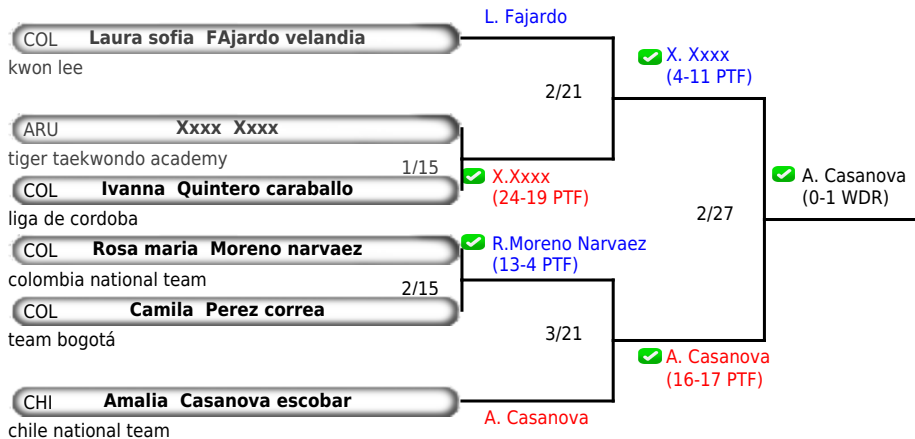 L. Fajardo
COL Laura sofia FAjardo velandia
kwon lee
X. Xxxx
(4-11 PTF)
2/21
ARU Xxxx Xxxx
tiger taekwondo academy
1/15
X.Xxxx
(24-19 PTF)
COL Ivanna Quintero caraballo
liga de cordoba
A. Casanova
(0-1 WDR)
2/27
COL Rosa maria Moreno narvaez
colombia national team
R.Moreno Narvaez
(13-4 PTF)
2/15
COL Camila Perez correa
team bogotá
3/21
A. Casanova
(16-17 PTF)
CHI Amalia Casanova escobar
chile national team
A. Casanova